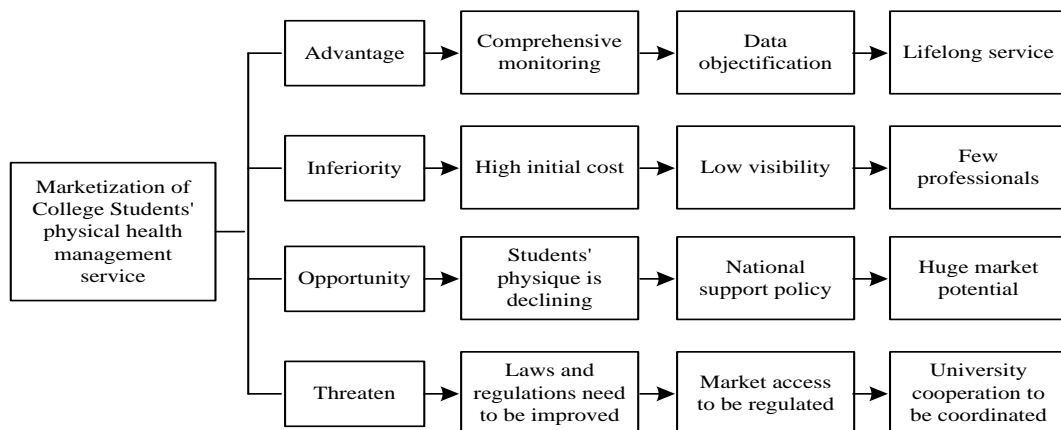 Marketization of
College Students'
physical health
management
service
Advantage
Comprehensive
monitoring
Data
objectification
Lifelong service
Inferiority
High initial cost
Low visibility
Few
professionals
Opportunity
Students'
physique is
declining
National
support policy
Huge market
potential
Threaten
Laws and
regulations need
to be improved
Market access
to be regulated
University
cooperation to
be coordinated